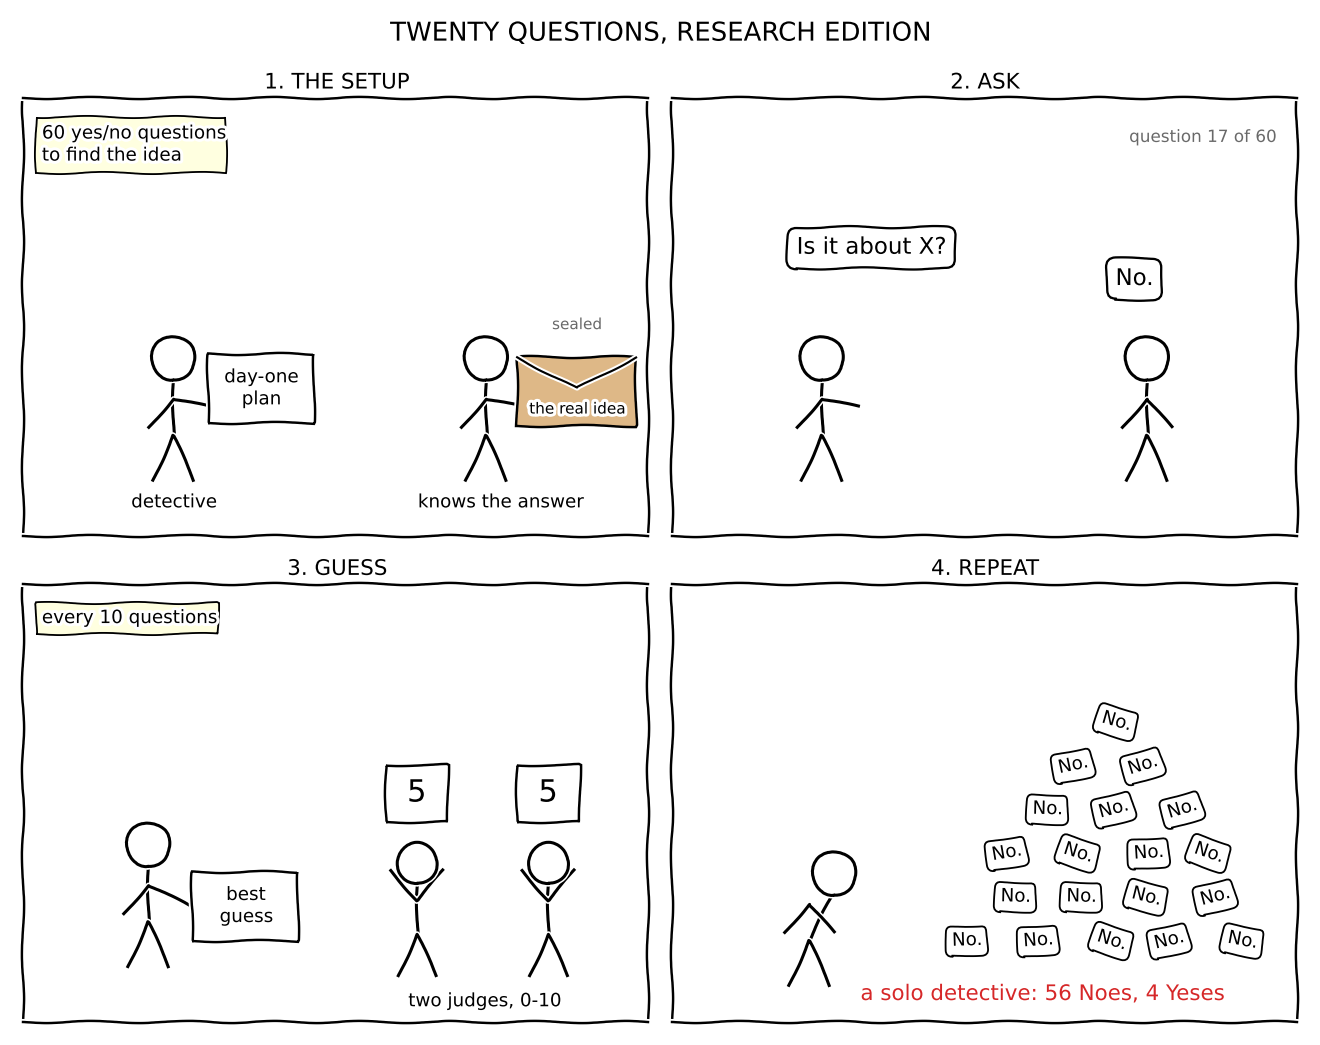 TWENTY QUESTIONS, RESEARCH EDITION
1. THE SETUP
60 yes/no questions
to find the idea
sealed
day-one
plan
the real idea
detective
knows the answer
2. ASK
question 17 of 60
Is it about X?
No.
3. GUESS
every 10 questions
5
5
best
guess
two judges, 0-10
4. REPEAT
No.
No. No.
No. No. No.
No. No. No. No.
No. No. No. No.
No. No. No. No. No.
a solo detective: 56 Noes, 4 Yeses